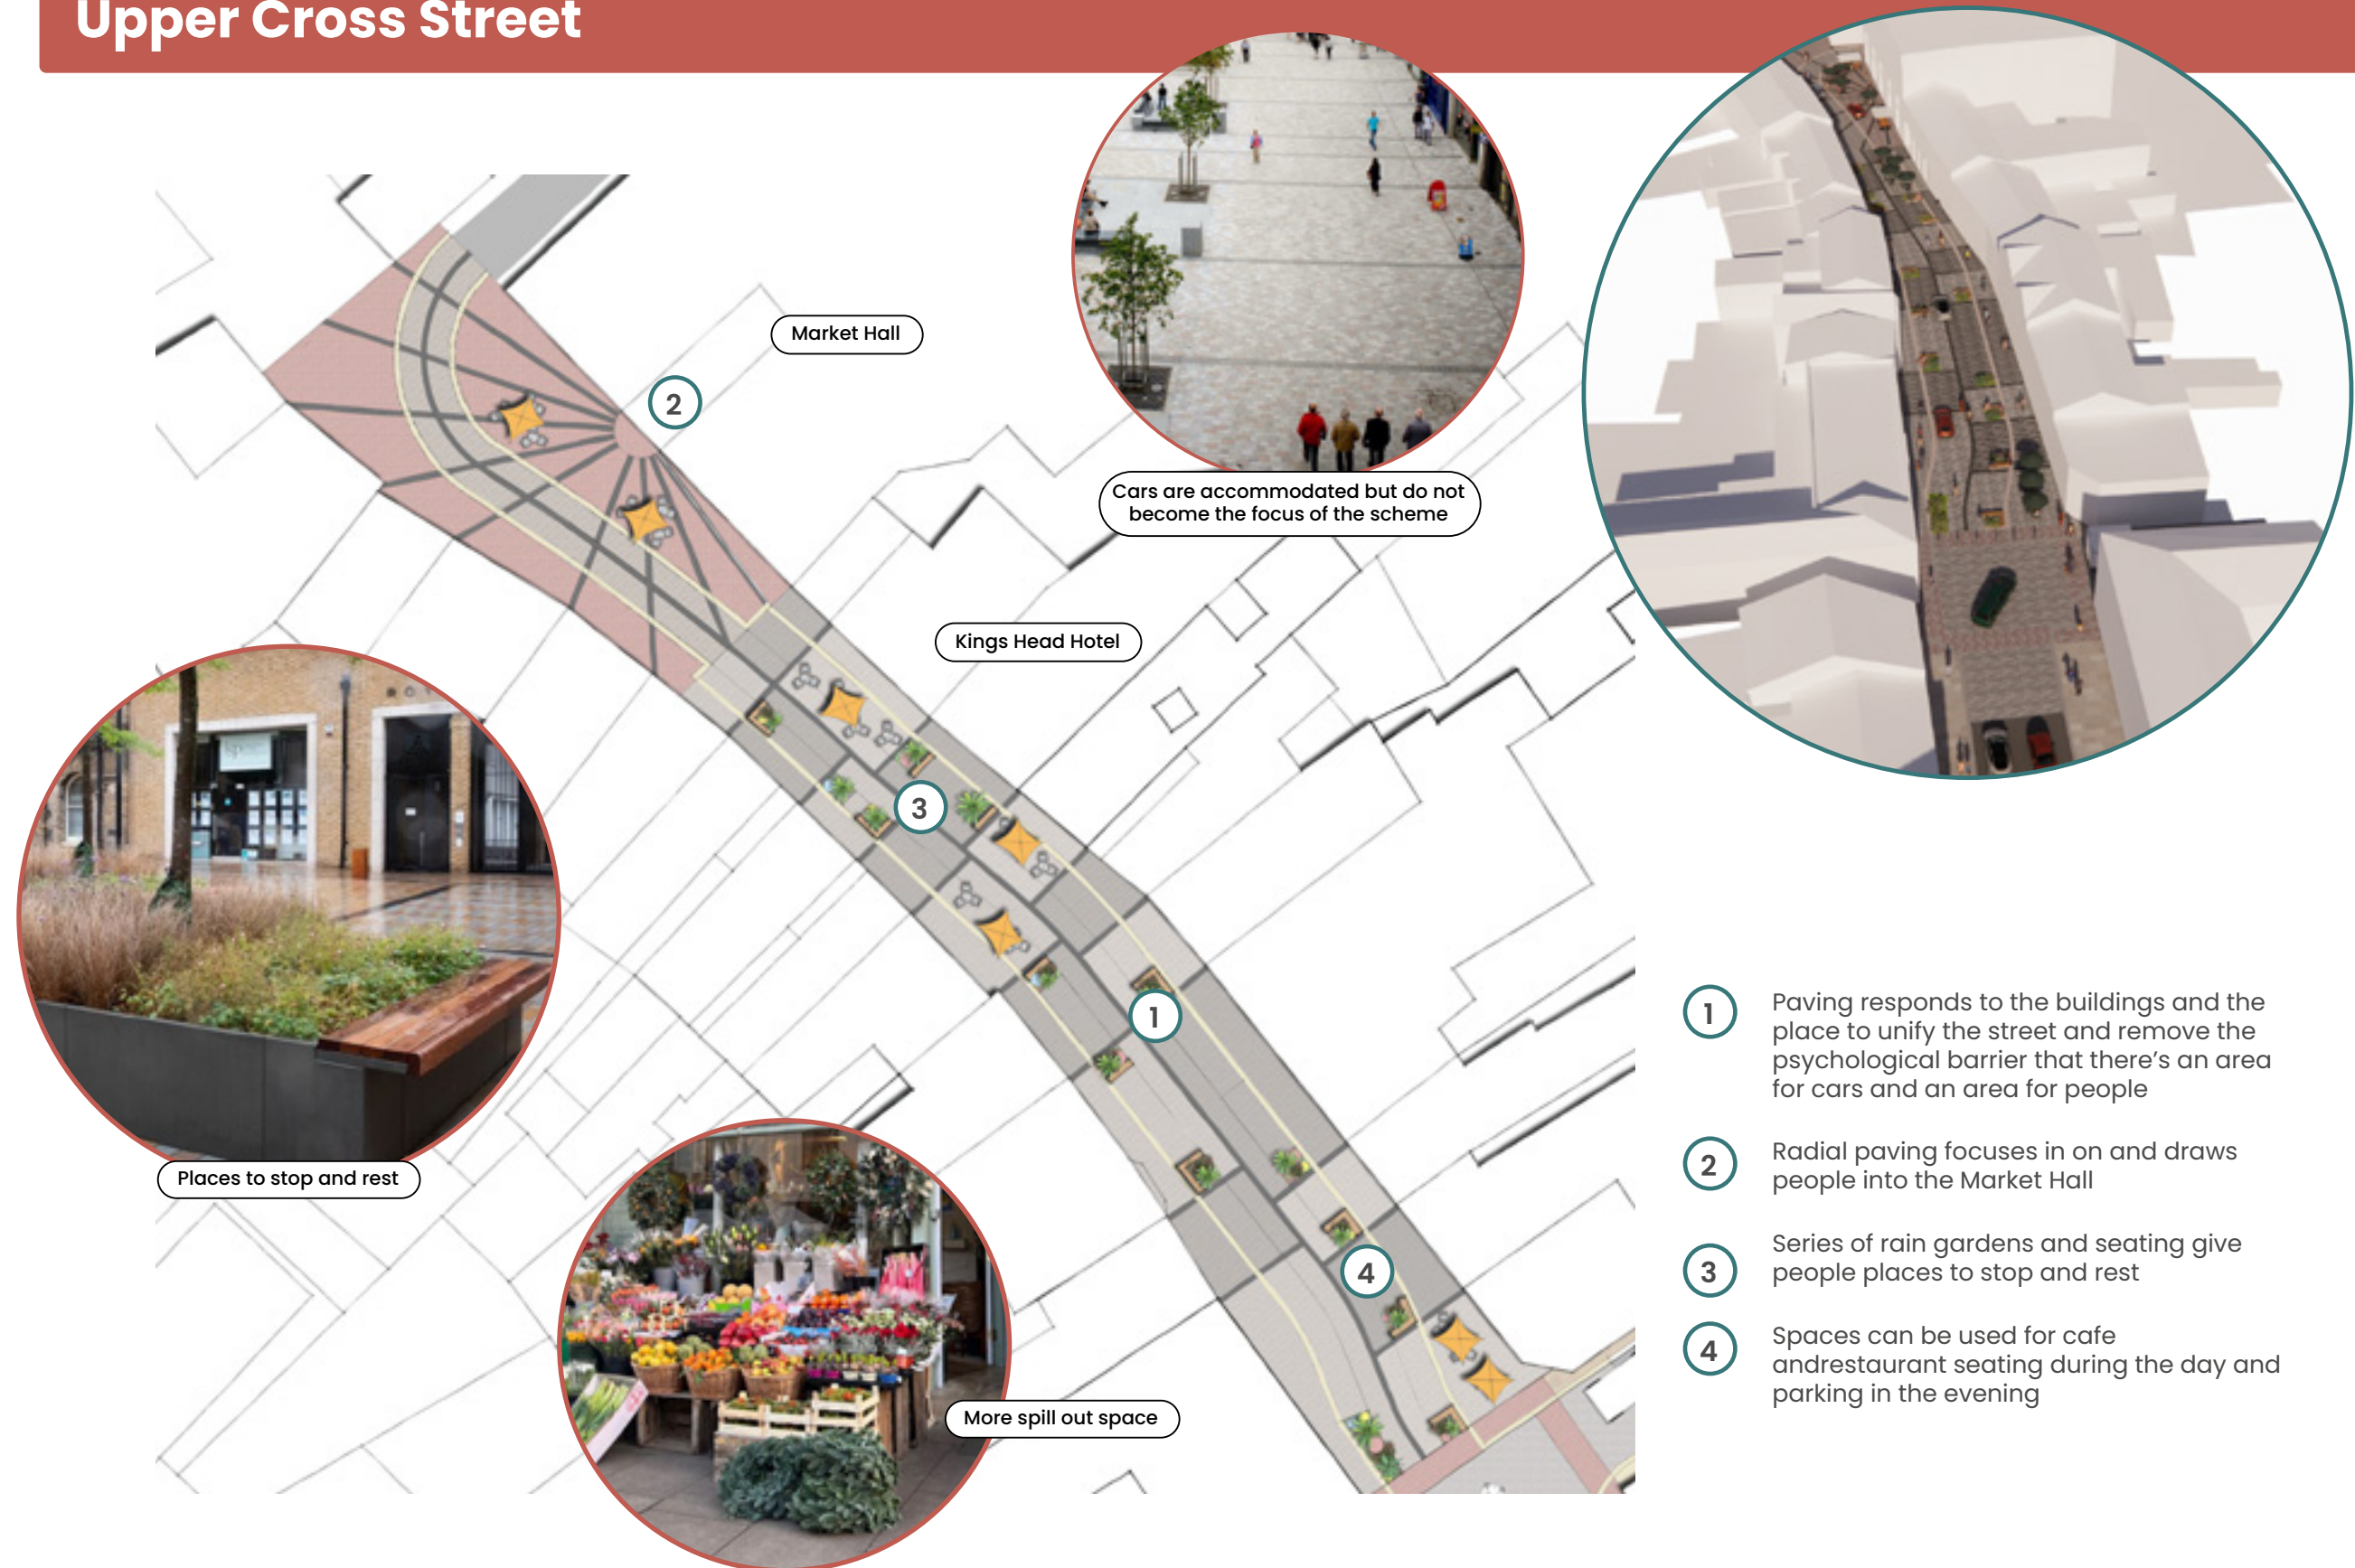 Upper Cross Street
Market Hall
2
Cars are accommodated but do not
become the focus of the scheme
Kings Head Hotel
3
1
4
Places to stop and rest
More spill out space
1
Paving responds to the buildings and the
place to unify the street and remove the
psychological barrier that there's an area
for cars and an area for people
2
Radial paving focuses in on and draws
people into the Market Hall
3
Series of rain gardens and seating give
people places to stop and rest
4
Spaces can be used for cafe
andrestaurant seating during the day and
parking in the evening